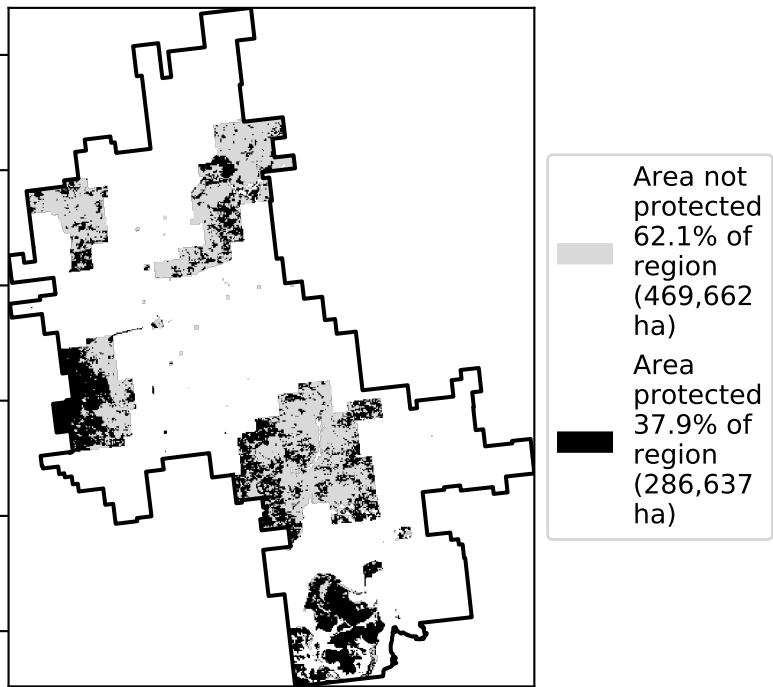 Area not
protected
62.1% of
region
(469,662
ha)
Area
protected
37.9% of
region
(286,637
ha)